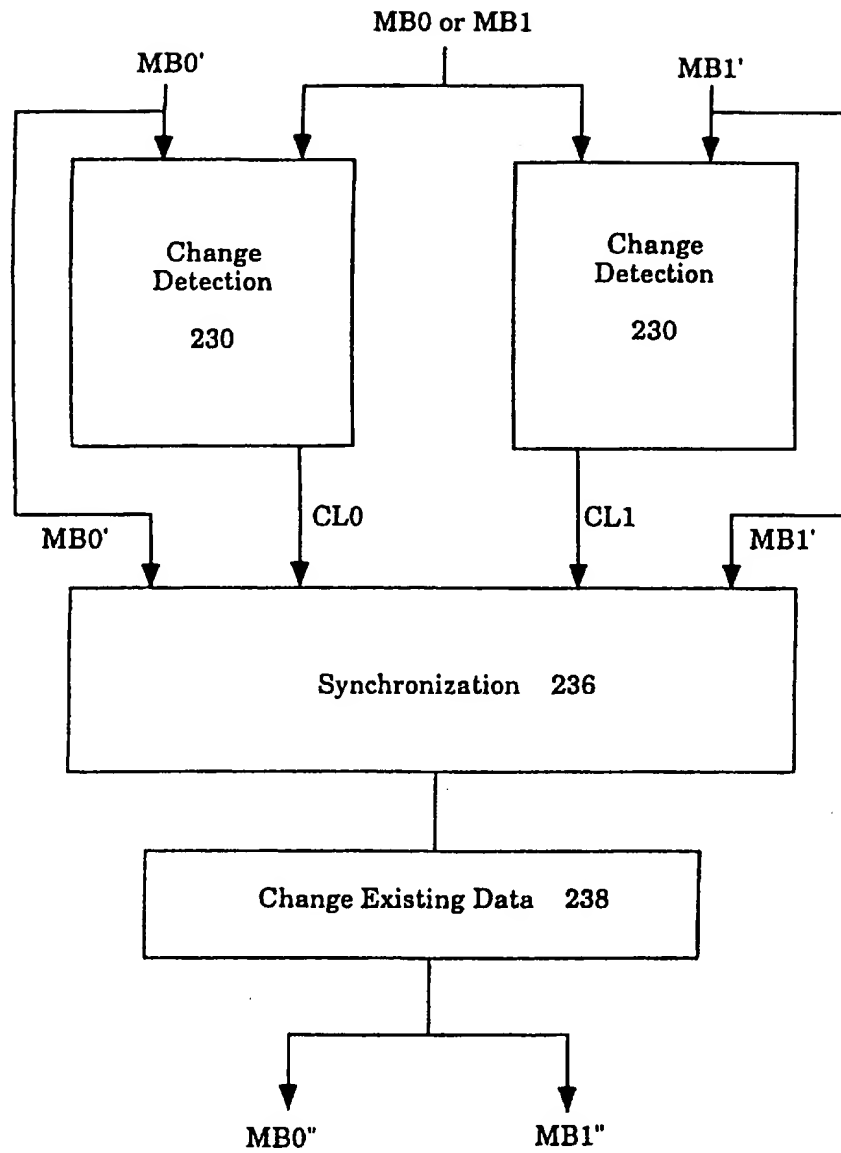 MB0 or MB1
MB0'
MB1'
Change
Detection
230
Change
Detection
230
CL0
CL1
MB0'
MB1'
Synchronization 236
Change Existing Data 238
MB0"
MB1"